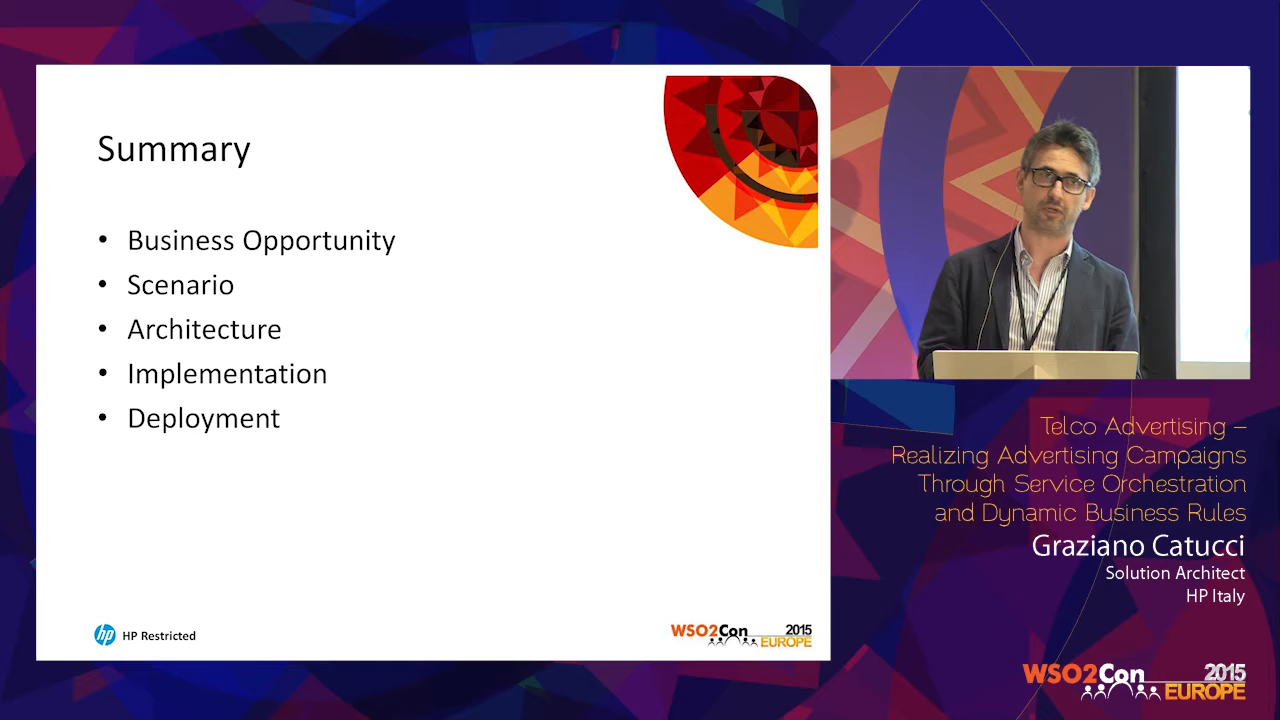 Summary
• Business Opportunity
• Scenario
• Architecture
• Implementation
• Deployment
hp HP Restricted
WSO2Con 2015
EUROPE
Telco Advertising –
Realizing Advertising Campaigns
Through Service Orchestration
and Dynamic Business Rules
Graziano Catucci
Solution Architect
HP Italy
WSO2Con 2015
EUROPE